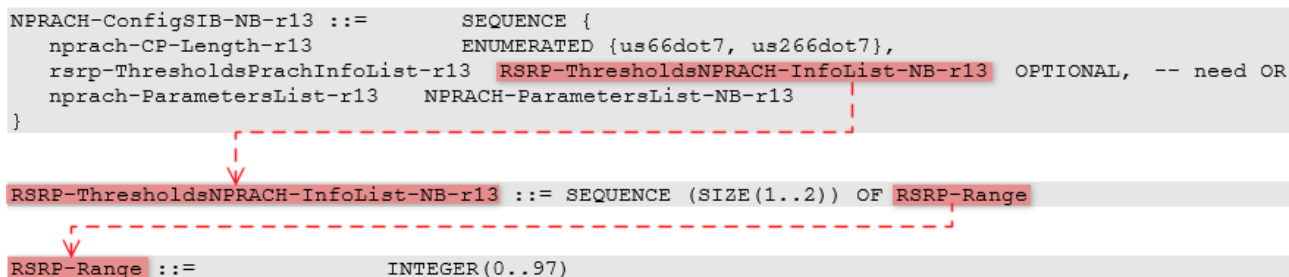 NPRACH-ConfigSIB-NB-r13 ::= SEQUENCE {
nprach-CP-Length-r13 ENUMERATED {us66dot7, us266dot7},
rsrp-ThresholdsPrachInfoList-r13 RSRP-ThresholdsNPRACH-InfoList-NB-r13 OPTIONAL, -- need OR
nprach-ParametersList-r13 NPRACH-ParametersList-NB-r13
}
RSRP-ThresholdsNPRACH-InfoList-NB-r13 ::= SEQUENCE (SIZE(1..2)) OF RSRP-Range
RSRP-Range ::= INTEGER(0..97)